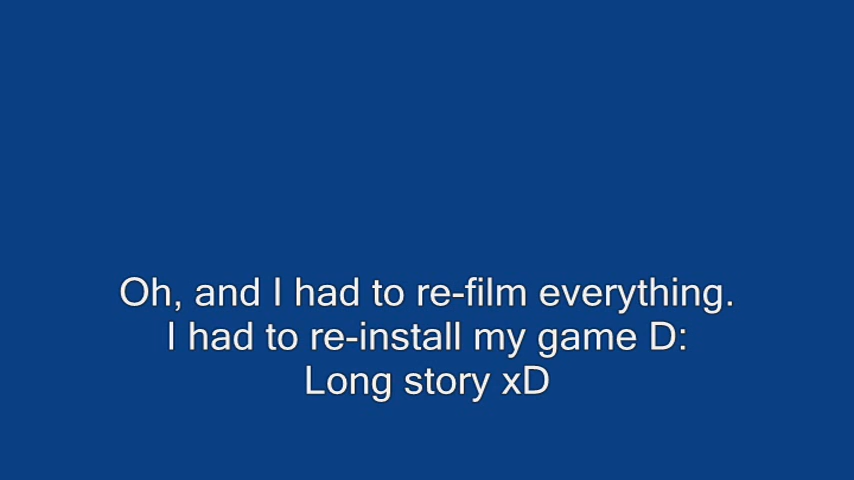 Oh, and I had to re-film everything.
I had to re-install my game D:
Long story xD